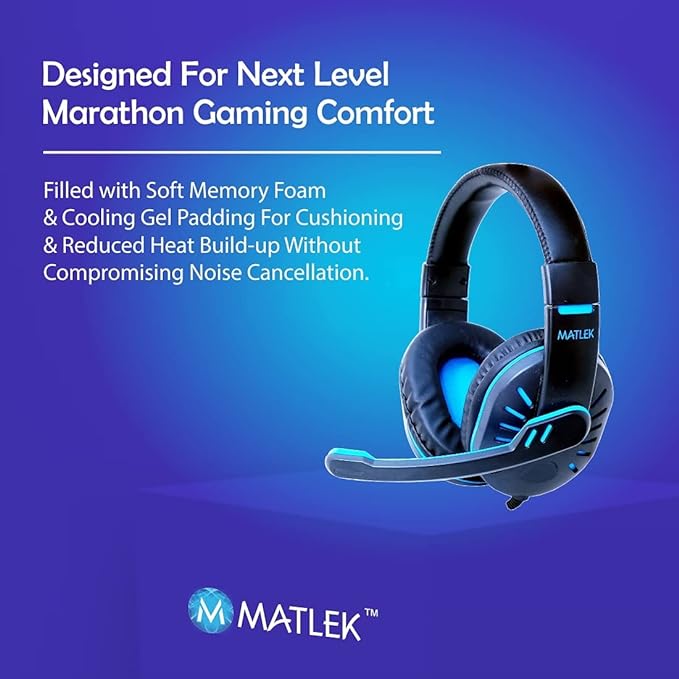 Designed For Next Level
Marathon Gaming Comfort
Filled with Soft Memory Foam
& Cooling Gel Padding For Cushioning
& Reduced Heat Build-up Without
Compromising Noise Cancellation.
MATLEK
M MATLEK™